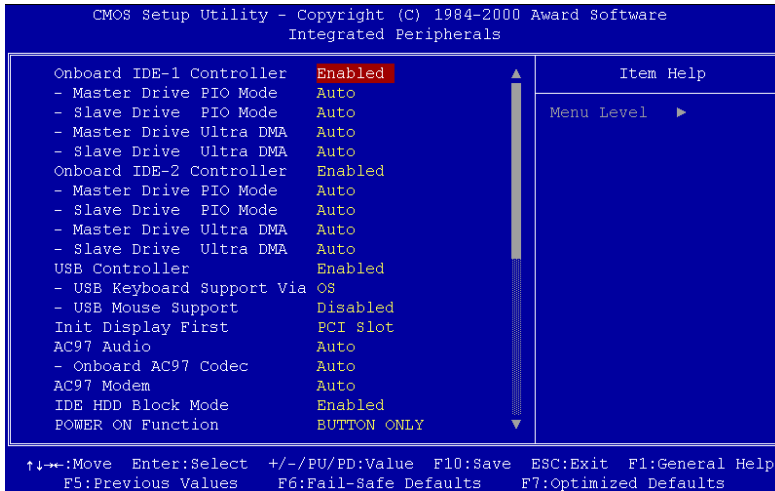 CMOS Setup Utility - Copyright (C) 1984-2000 Award Software
Integrated Peripherals
Onboard IDE-1 Controller Enabled
- Master Drive PIO Mode Auto
- Slave Drive PIO Mode Auto
- Master Drive Ultra DMA Auto
- Slave Drive Ultra DMA Auto
Onboard IDE-2 Controller Enabled
- Master Drive PIO Mode Auto
- Slave Drive PIO Mode Auto
- Master Drive Ultra DMA Auto
- Slave Drive Ultra DMA Auto
USB Controller Enabled
- USB Keyboard Support Via OS
- USB Mouse Support Disabled
Init Display First PCI Slot
AC97 Audio Auto
- Onboard AC97 Codec Auto
AC97 Modem Auto
IDE HDD Block Mode Enabled
POWER ON Function BUTTON ONLY
Item Help
Menu Level ►
↑↓→←:Move Enter:Select +/-/PU/PD:Value F10:Save ESC:Exit F1:General Help
F5:Previous Values F6:Fail-Safe Defaults F7:Optimized Defaults